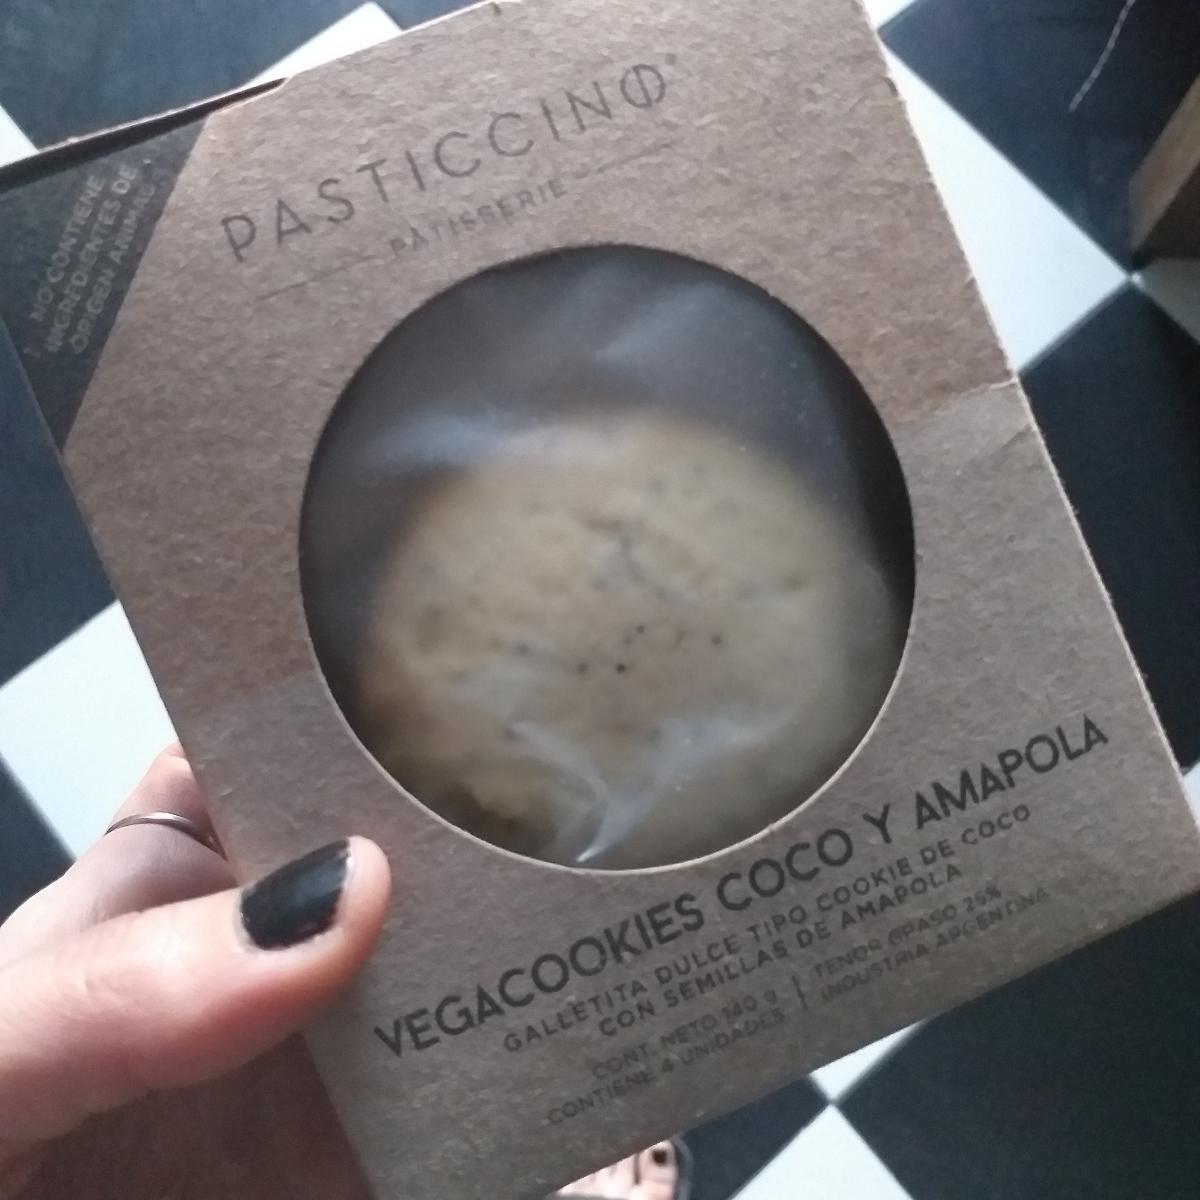 NO CONTIENE
INGREDIENTES DE
ORIGEN ANIMAL
PASTICCINO
PÂTISSERIE
VEGACOOKIES COCO Y AMAPOLA
GALLETITA DULCE TIPO COOKIE DE COCO
CON SEMILLAS DE AMAPOLA
CONT. NETO 140 g
CONTIENE 4 UNIDADES
TENOR GRASO 25%
INDUSTRIA ARGENTINA